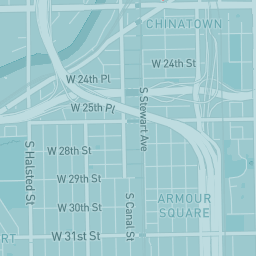 CHINATOWN
W 24th St
W 24th Pl
S Stewart Ave
W 25th Pl
S Halsted St
W 28th St
W 29th St
S Canal St
ARMOUR
SQUARE
W 30th St
W 31st St
RT